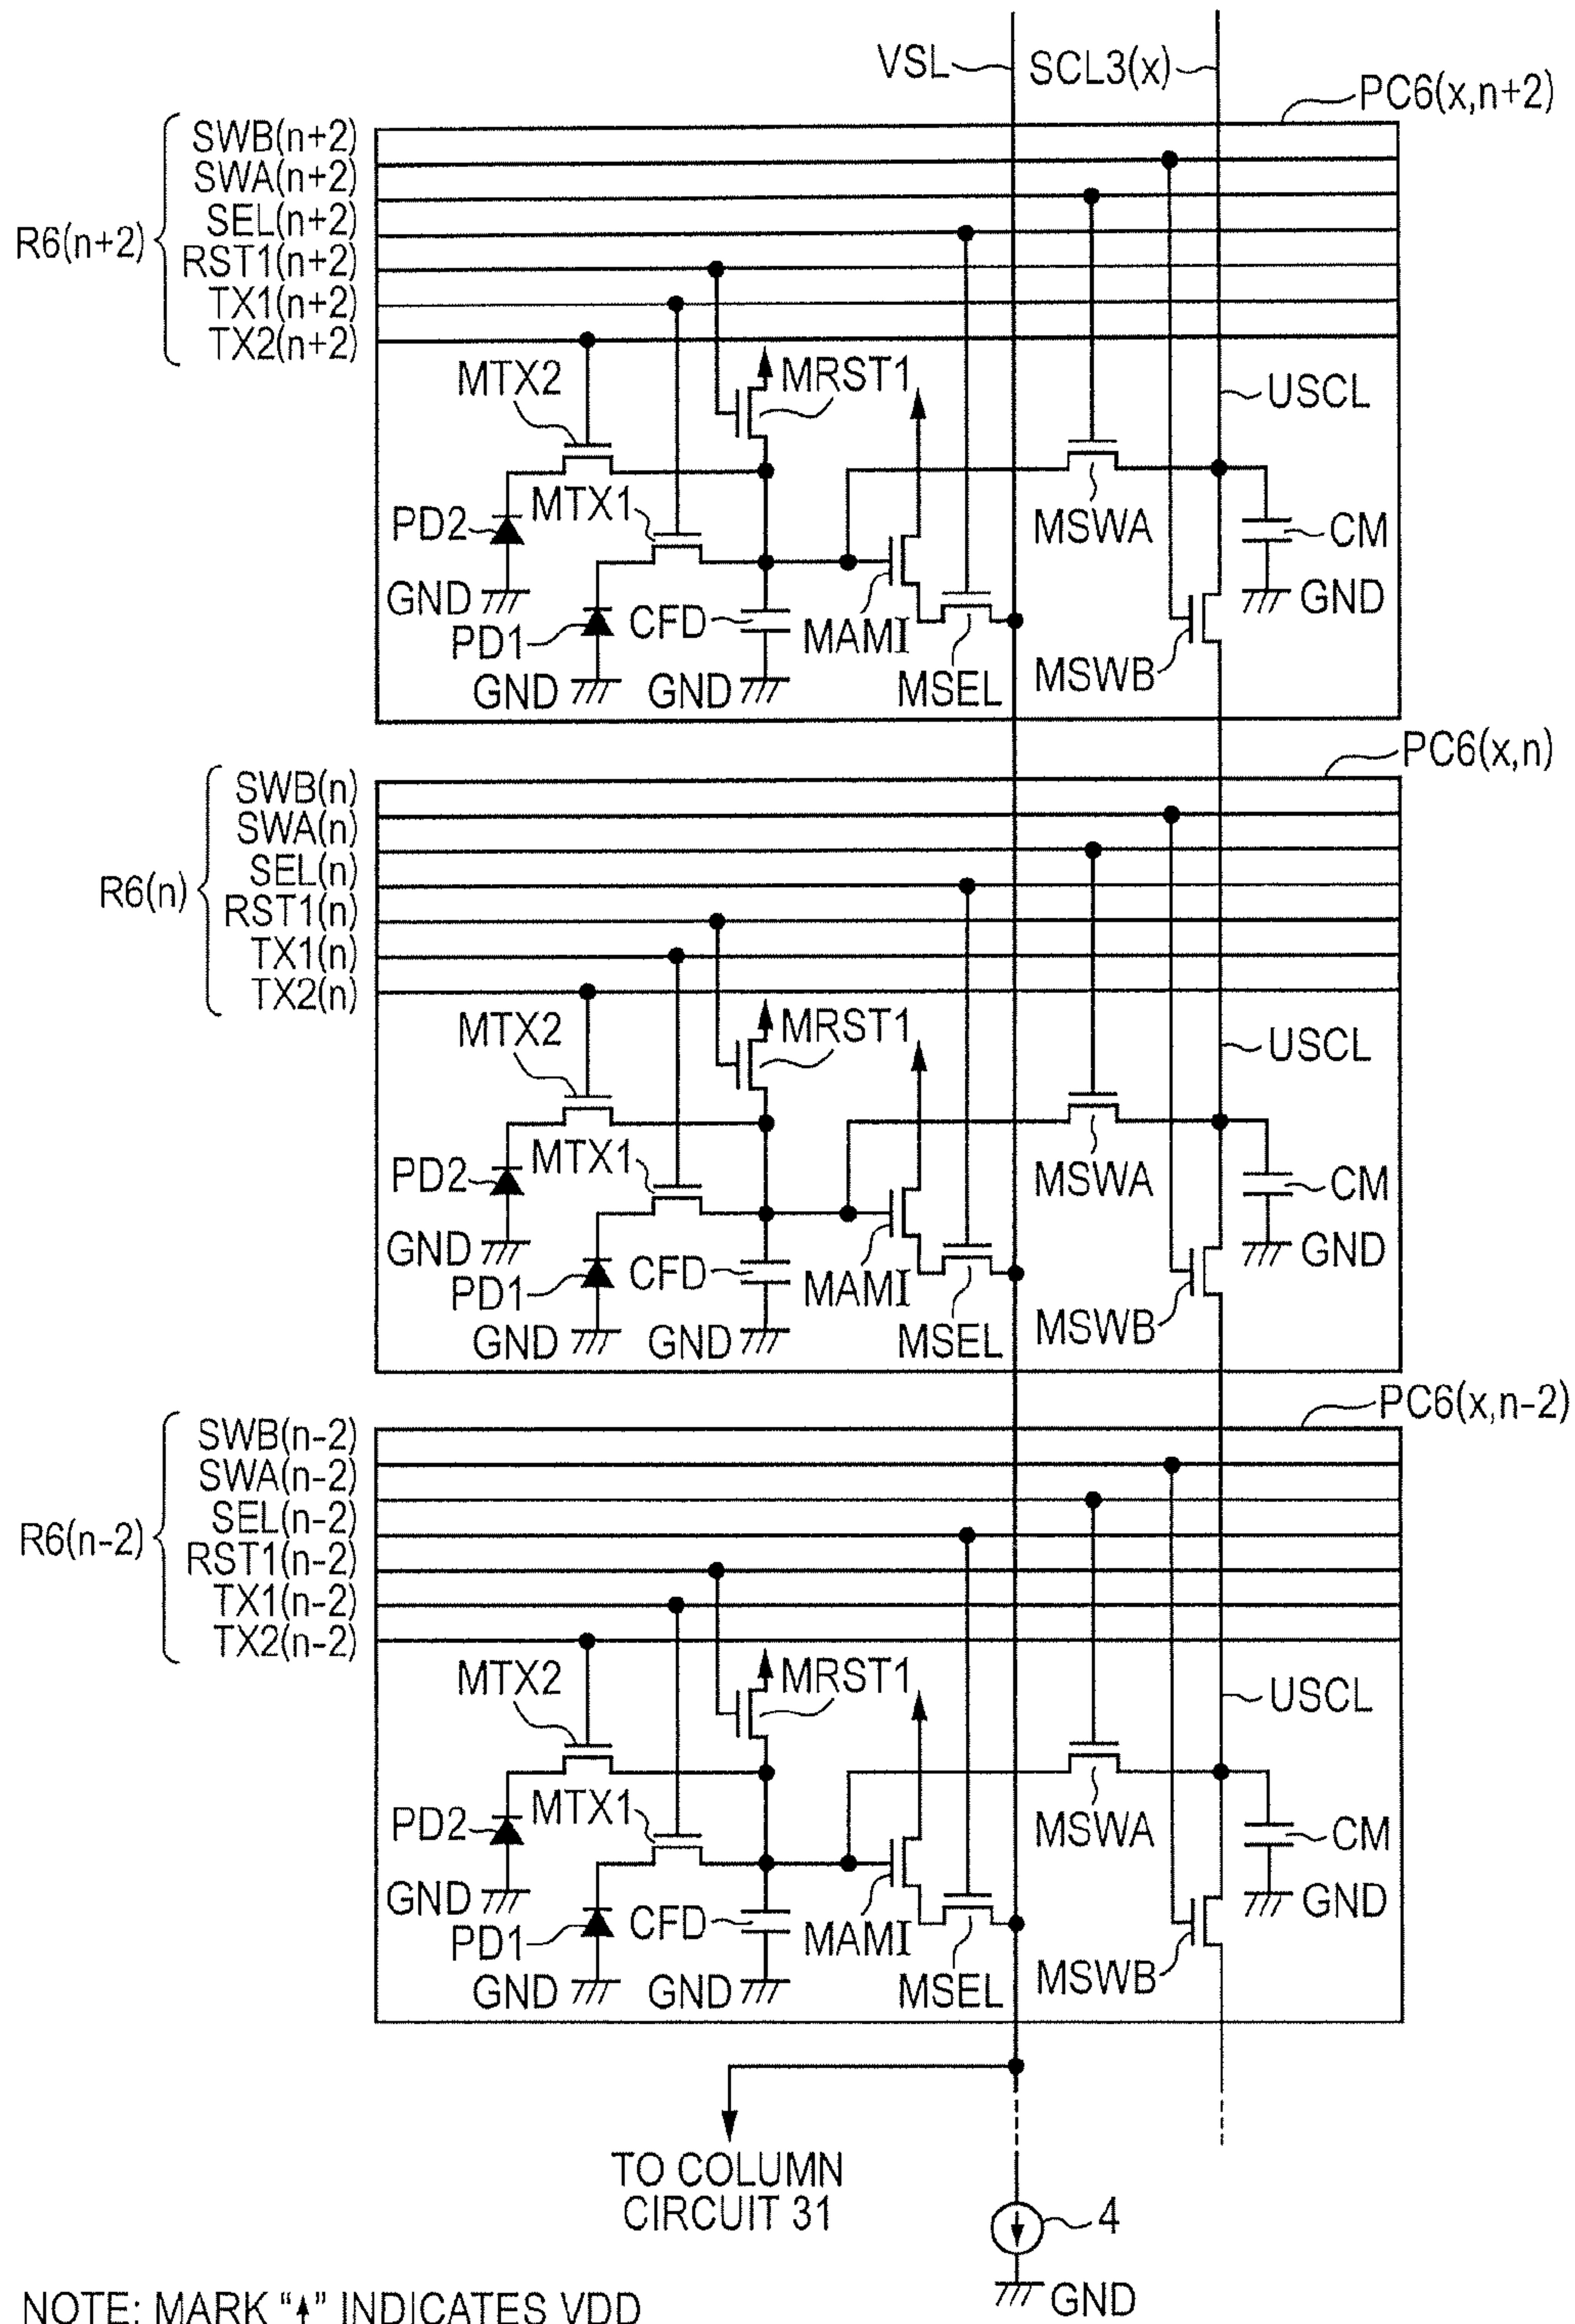 VSL
SCL3(x)
PC6(x,n+2)
R6(n+2)
SWB(n+2)
SWA(n+2)
SEL(n+2)
RST1(n+2)
TX1(n+2)
TX2(n+2)
MTX2
MRST1
USCL
PD2
MTX1
MSWA
CM
GND
GND
PD1
CFD
MAMI
MSWB
GND
GND
MSEL
PC6(x,n)
R6(n)
SWB(n)
SWA(n)
SEL(n)
RST1(n)
TX1(n)
TX2(n)
MTX2
MRST1
USCL
PD2
MTX1
MSWA
CM
GND
GND
PD1
CFD
MAMI
MSWB
GND
GND
MSEL
PC6(x,n-2)
R6(n-2)
SWB(n-2)
SWA(n-2)
SEL(n-2)
RST1(n-2)
TX1(n-2)
TX2(n-2)
MTX2
MRST1
USCL
PD2
MTX1
MSWA
CM
GND
GND
PD1
CFD
MAMI
MSWB
GND
GND
MSEL
TO COLUMN
CIRCUIT 31
4
GND
NOTE: MARK “↑” INDICATES VDD